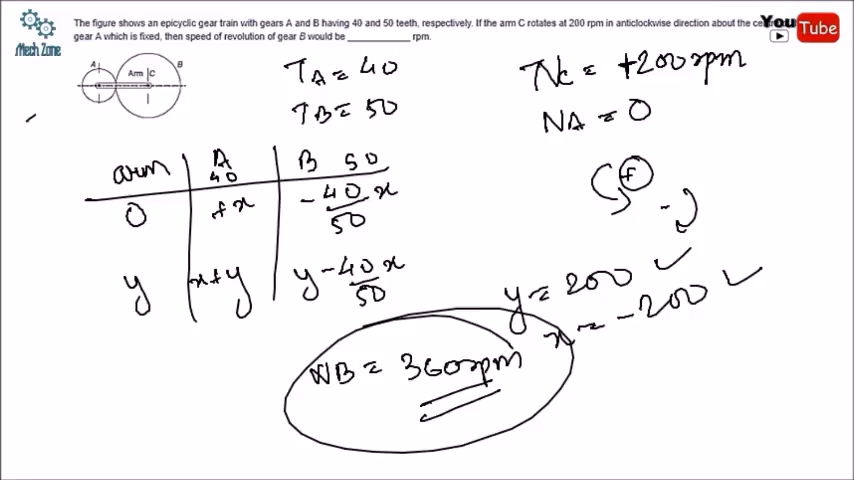 The figure shows an epicyclic gear train with gears A and B having 40 and 50 teeth, respectively. If the arm C rotates at 200 rpm in anticlockwise direction about the
gear A which is fixed, then speed of revolution of gear B would be ____________ rpm.
You Tube
Mech Zone
A Arm C B
TA = 40
TB = 50
Nc = +200 rpm
NA = 0
arm A 40 B 50
0 +x -40/50 x
y x+y y-40/50 x
+
-
y = 200 ✓
x = -200 ✓
NB = 360 rpm